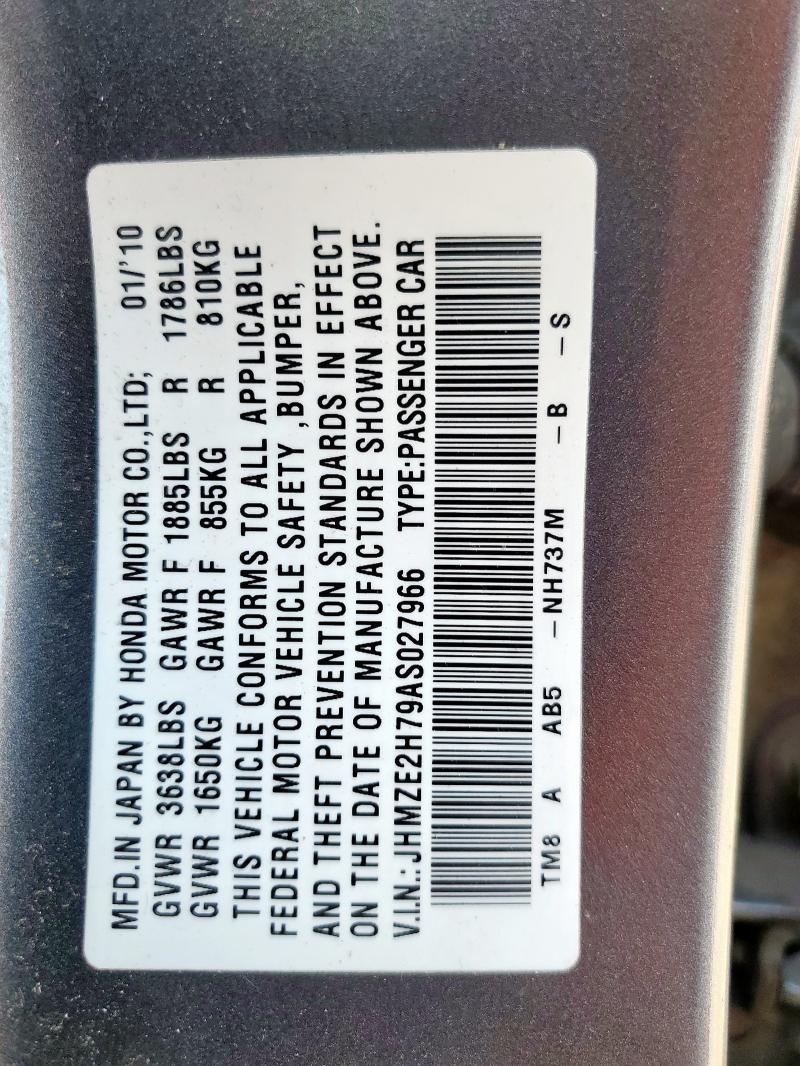 MFD.IN JAPAN BY HONDA MOTOR CO.,LTD; 01/'10
GVWR 3638LBS GAWR F 1885LBS R 1786LBS
GVWR 1650KG GAWR F 855KG R 810KG
THIS VEHICLE CONFORMS TO ALL APPLICABLE
FEDERAL MOTOR VEHICLE SAFETY ,BUMPER,
AND THEFT PREVENTION STANDARDS IN EFFECT
ON THE DATE OF MANUFACTURE SHOWN ABOVE.
V.I.N.: JHMZE2H79AS027966 TYPE:PASSENGER CAR
TM8 A AB5 –NH737M –B –S